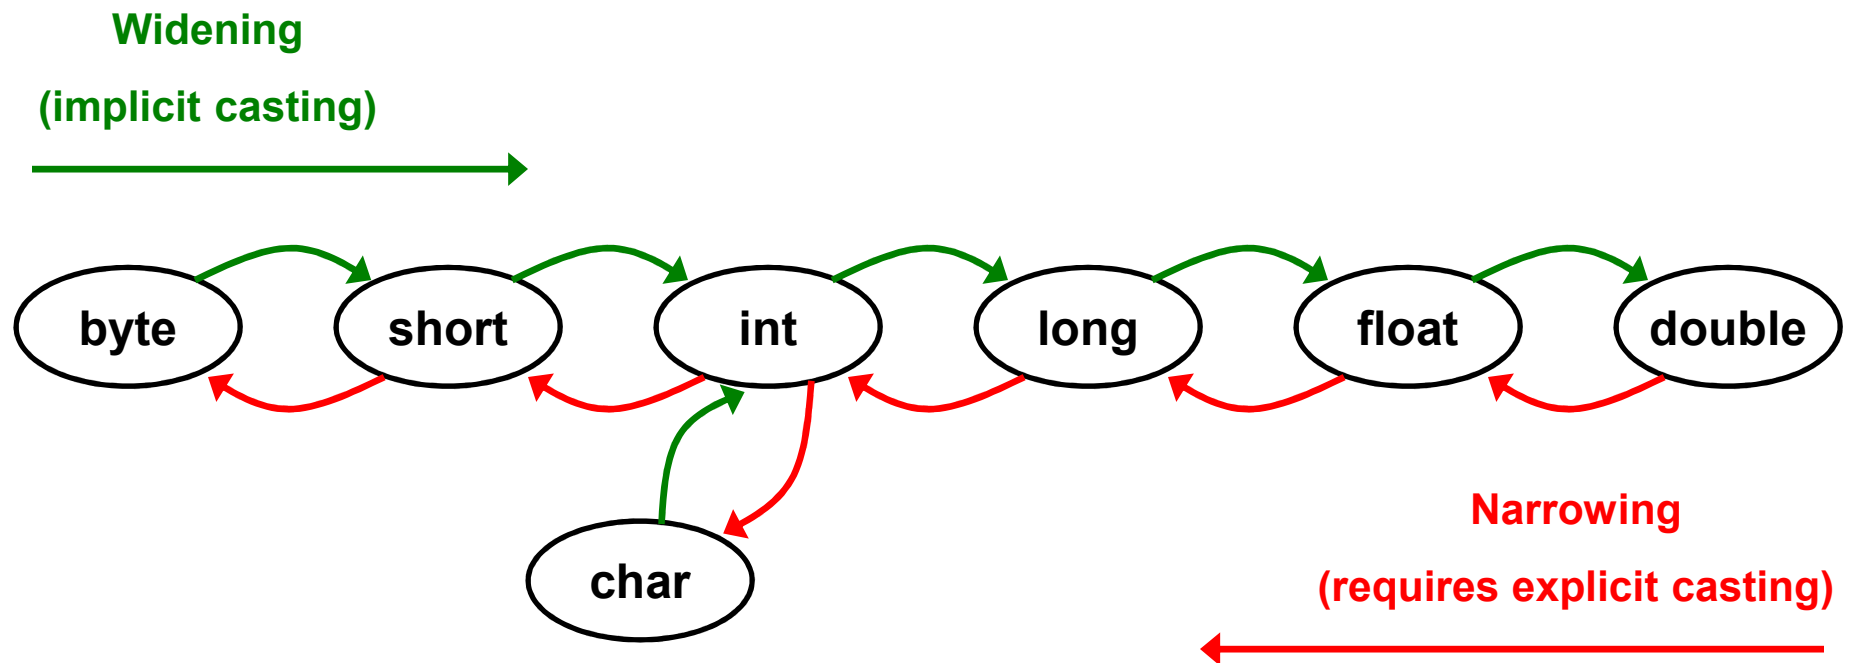 Widening
(implicit casting)
byte short int long float double
char
Narrowing
(requires explicit casting)